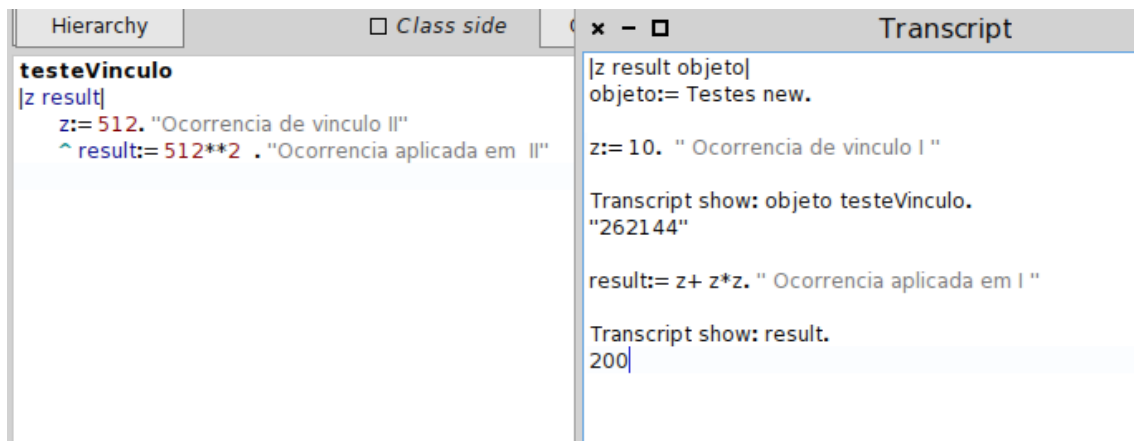 Hierarchy
Class side
Transcript
testeVinculo
|z result|
z:= 512. "Ocorrencia de vinculo II"
^ result:= 512**2 . "Ocorrencia aplicada em  II"
|z result objeto|
objeto:= Testes new.
z:= 10.  " Ocorrencia de vinculo I "
Transcript show: objeto testeVinculo.
"262144"
result:= z+ z*z. " Ocorrencia aplicada em I "
Transcript show: result.
200